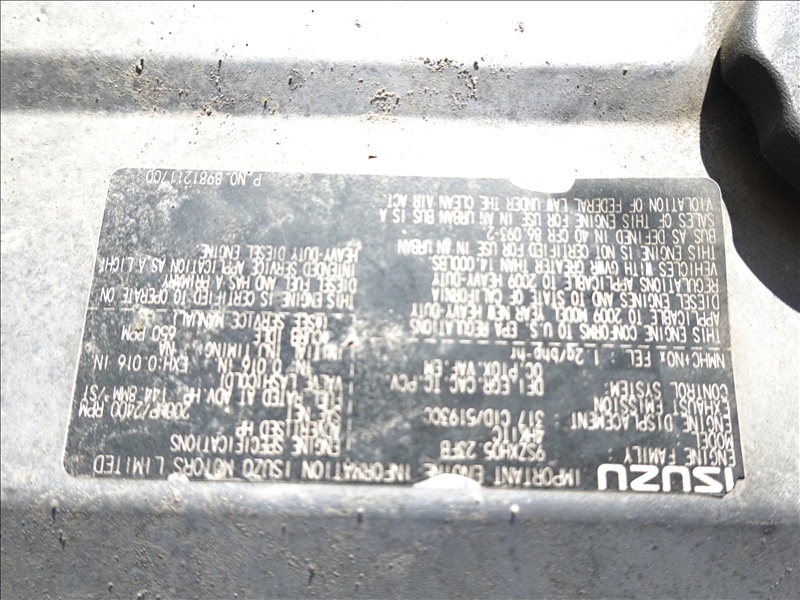 ISUZU IMPORTANT ENGINE INFORMATION ISUZU MOTORS LIMITED
ENGINE FAMILY : 9SZXH05.23FB
MODEL : 4HK1TC
ENGINE DISPLACEMENT : 317 CID/5193CC
EXHAUST EMISSION CONTROL SYSTEM : DFI EGR CAC TC PCV
OC PTOX VAF EM
NMHC+NOx FEL : 1.2g/bhp-hr
THIS ENGINE CONFORMS TO U.S EPA REGULATIONS
APPLICABLE TO 2009 MODEL YEAR NEW HEAVY-DUTY
DIESEL ENGINES AND TO STATE OF CALIFORNIA
REGULATIONS APPLICABLE TO 2009 HEAVY-DUTY
VEHICLES WITH GVWR GREATER THAN 14 000LBS
THIS ENGINE IS NOT CERTIFIED FOR USE IN AN URBAN
BUS AS DEFINED IN 40 CFR 86.093-2
SALES OF THIS ENGINE FOR USE IN AN URBAN BUS IS A
VIOLATION OF FEDERAL LAW UNDER THE CLEAN AIR ACT
ENGINE SPECIFICATIONS
ADVERTISED HP
SAE NET
HP/2400 RPM
FUEL RATED AT ADV. HP 144.8MM³/ST
VALVE LASH(COLD)
IN. 0.016 IN EXH.0.016 IN.
INITIAL INJ TIMING NA
IDLE 650 RPM
SERVICE MANUAL)
THIS ENGINE IS CERTIFIED TO OPERATE ON
DIESEL FUEL AND HAS A PRIMARY
INTENDED SERVICE APPLICATION AS A LIGHT
HEAVY-DUTY DIESEL ENGINE
P.NO. 8981211700